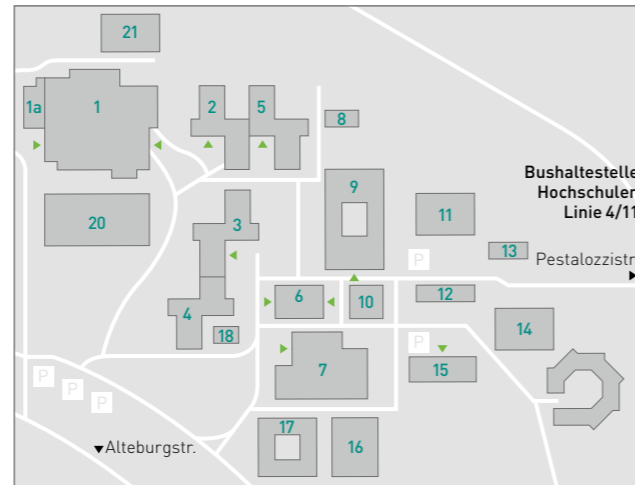 21
1a
1
2
5
8
9
Bushaltestelle
Hochschulen
Linie 4/11
20
3
11
13
P
Pestalozzistr.
6
10
12
4
18
14
P
7
15
P
P
P
Alteburgstr.
17
16